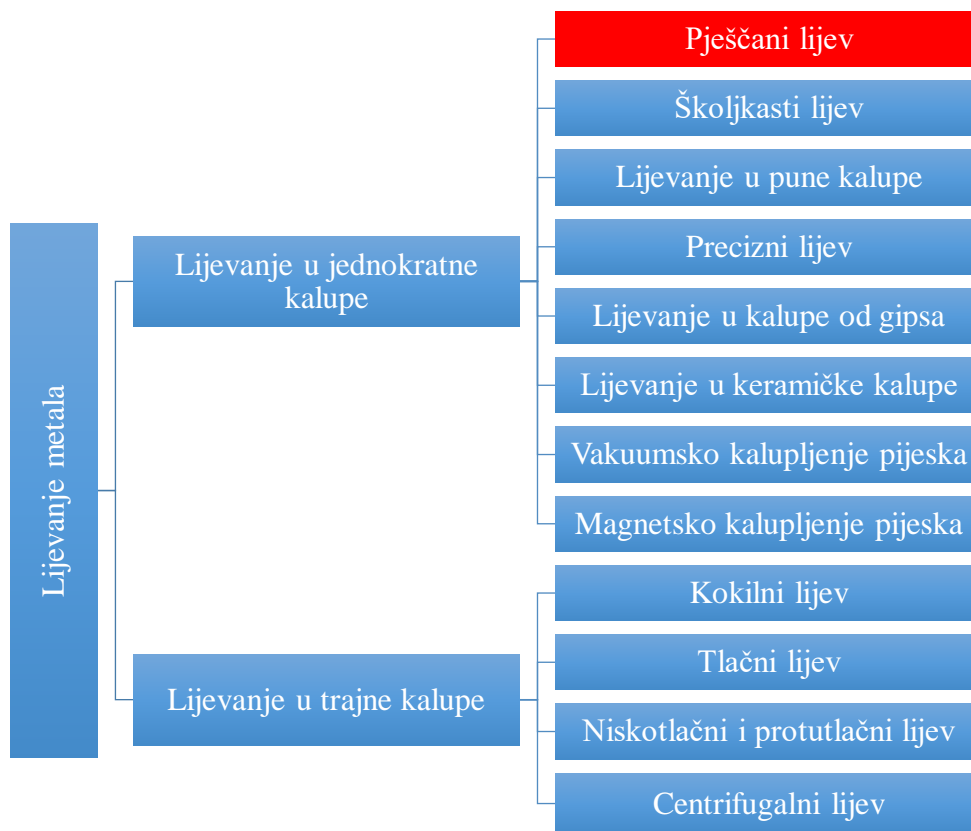 Lijevanje metala
Lijevanje u jednokratne
kalupe
Pješčani lijev
Školjkasti lijev
Lijevanje u pune kalupe
Precizni lijev
Lijevanje u kalupe od gipsa
Lijevanje u keramičke kalupe
Vakuumsko kalupljenje pijeska
Magnetsko kalupljenje pijeska
Lijevanje u trajne kalupe
Kokilni lijev
Tlačni lijev
Niskotlačni i protutlačni lijev
Centrifugalni lijev